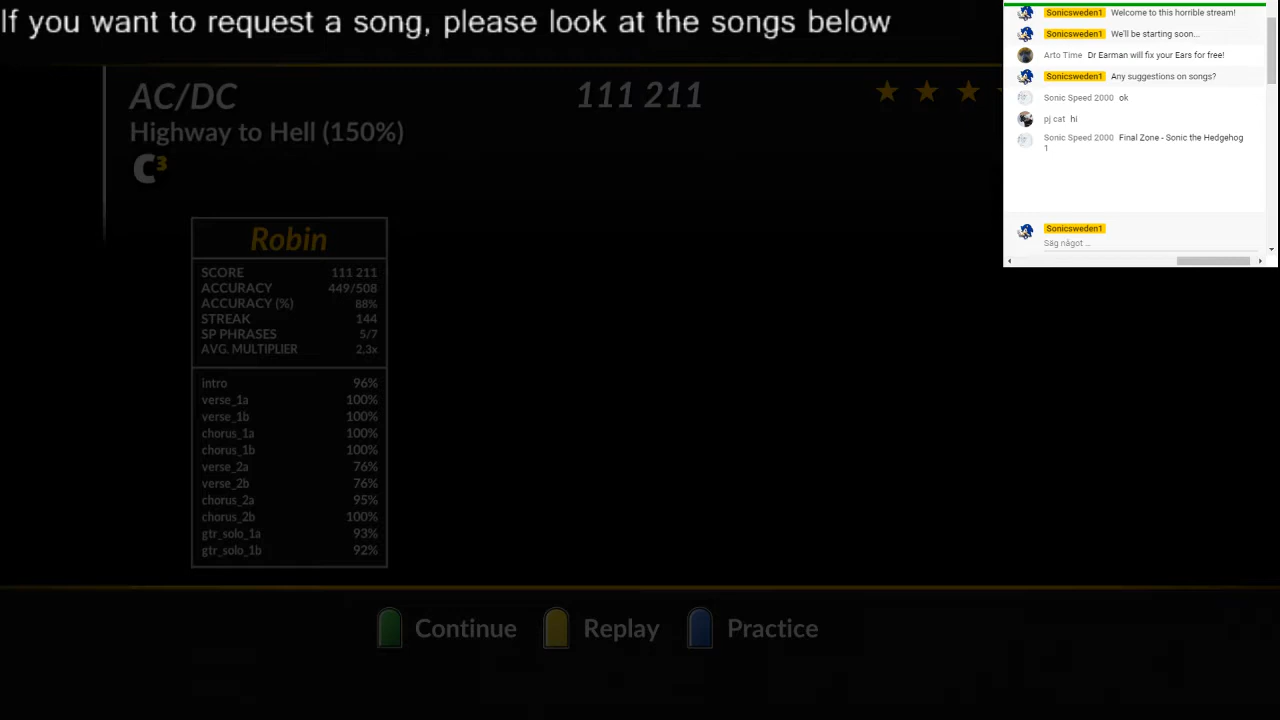 If you want to request a song, please look at the songs below
AC/DC
111 211
Highway to Hell (150%)
C3
Robin
SCORE 111 211
ACCURACY 449/508
ACCURACY (%) 88%
STREAK 144
SP PHRASES 5/7
AVG. MULTIPLIER 2,3x
intro 96%
verse_1a 100%
verse_1b 100%
chorus_1a 100%
chorus_1b 100%
verse_2a 76%
verse_2b 76%
chorus_2a 95%
chorus_2b 100%
gtr_solo_1a 93%
gtr_solo_1b 92%
Continue Replay Practice
Sonicsweden1 Welcome to this horrible stream!
Sonicsweden1 We'll be starting soon...
Arto Time Dr Earman will fix your Ears for free!
Sonicsweden1 Any suggestions on songs?
Sonic Speed 2000 ok
pj cat hi
Sonic Speed 2000 Final Zone - Sonic the Hedgehog
1
Sonicsweden1
Säg något ...